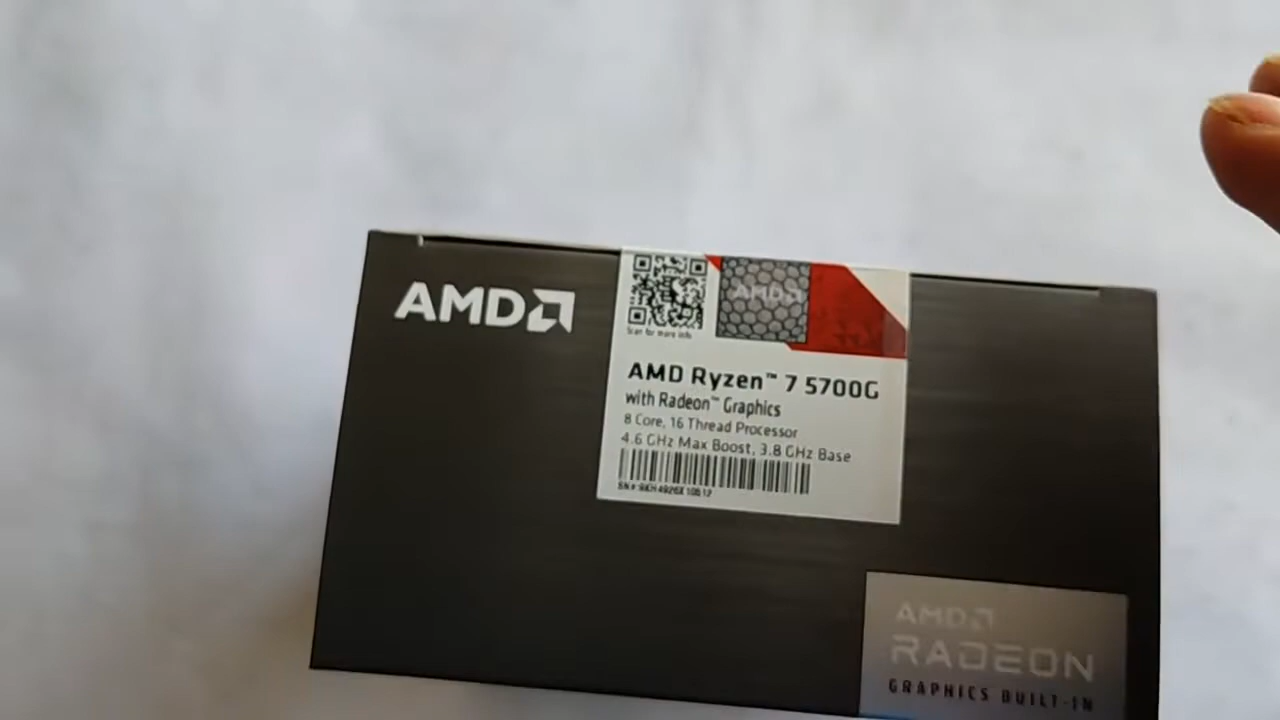 AMD
Scan for more info
AMD
AMD Ryzen™ 7 5700G
with Radeon™ Graphics
8 Core, 16 Thread Processor
4.6 GHz Max Boost, 3.8 GHz Base
AMD
RADEON
GRAPHICS BUILT-IN